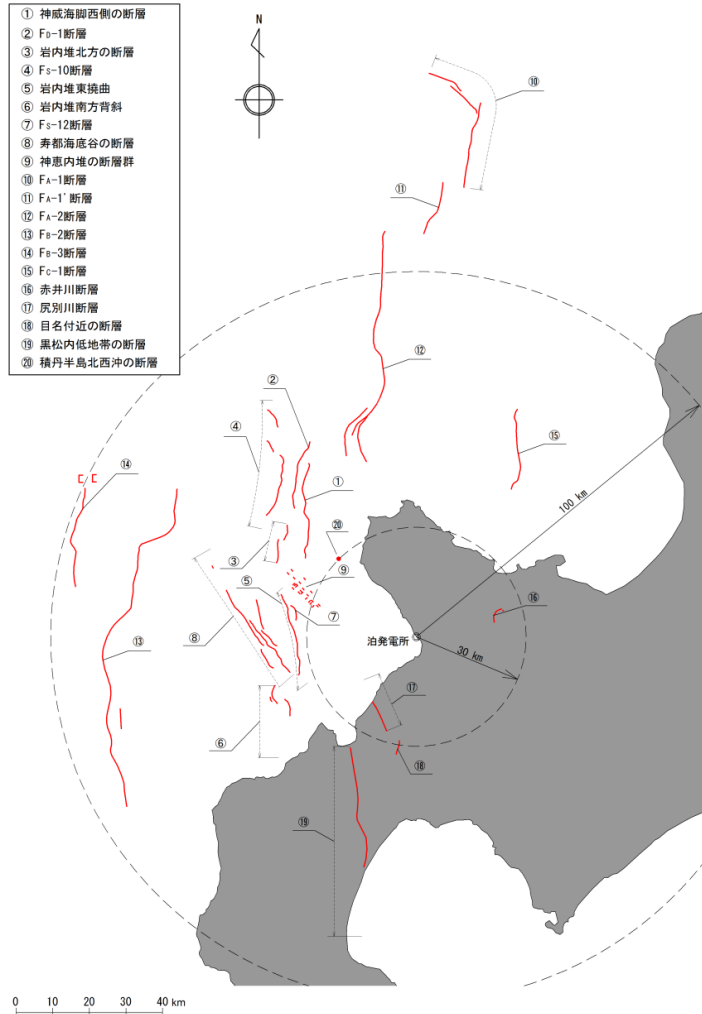 ① 神威海脚西側の断層
② FD-1断層
③ 岩内堆北方の断層
④ FS-10断層
⑤ 岩内堆東撓曲
⑥ 岩内堆南方背斜
⑦ FS-12断層
⑧ 寿都海底谷の断層
⑨ 神恵内堆の断層群
⑩ FA-1断層
⑪ FA-1'断層
⑫ FA-2断層
⑬ FB-2断層
⑭ FB-3断層
⑮ FC-1断層
⑯ 赤井川断層
⑰ 尻別川断層
⑱ 目名付近の断層
⑲ 黒松内低地帯の断層
⑳ 積丹半島北西沖の断層
N
⑩
⑪
⑫
②
④
⑮
⑭
①
100 km
⑳
③
⑨
⑤
⑦
⑯
⑧
⑬
泊発電所
30 km
⑰
⑥
⑱
⑲
0 10 20 30 40 km